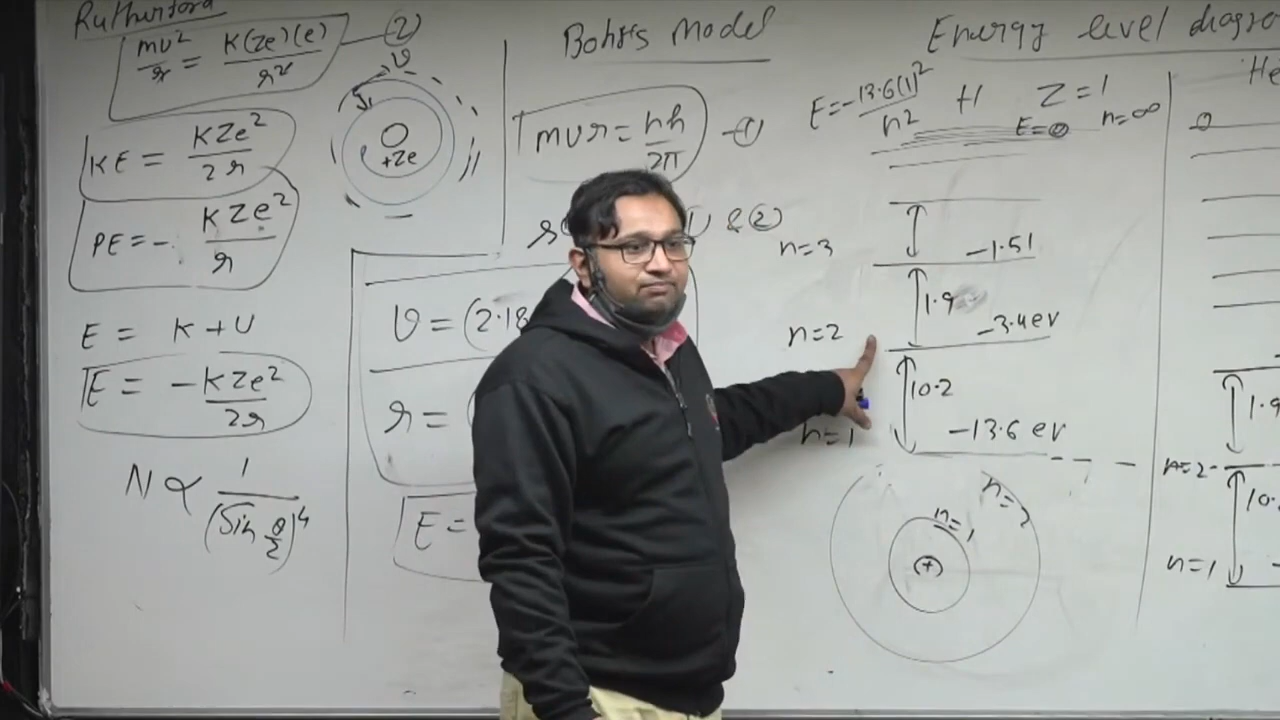 Rutherford
mv²/r = K(Ze)(e)/r² — ②
v
+Ze
KE = KZe²/2r
PE = - KZe²/r
E = K + U
E = -KZe²/2r
N ∝ 1/(Sin θ/2)⁴
Bohr's Model
mvr = nh/2π — ①
& ②
v = (2.18
r =
E =
Energy level diagra
E = -13.6(1)²/n² H Z = 1
E = 0 n = ∞
n = 3 -1.51
1.9
n = 2 -3.4 ev
10.2
n = 1 -13.6 ev
n = 2
n = 1
(+)
He
0
1.9
n = 2
10.
n = 1